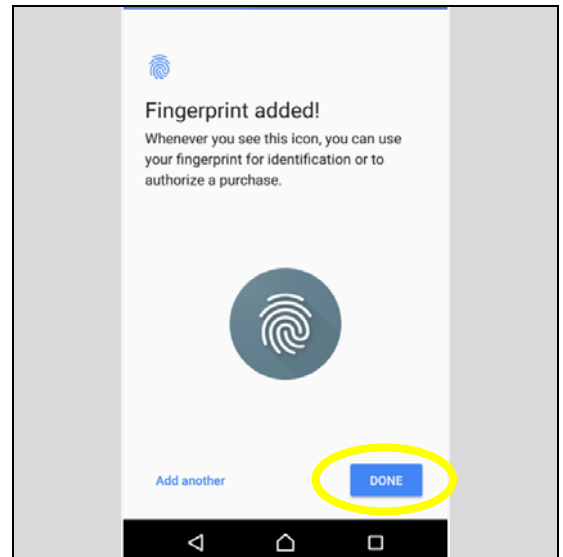 Fingerprint added!
Whenever you see this icon, you can use
your fingerprint for identification or to
authorize a purchase.
Add another
DONE